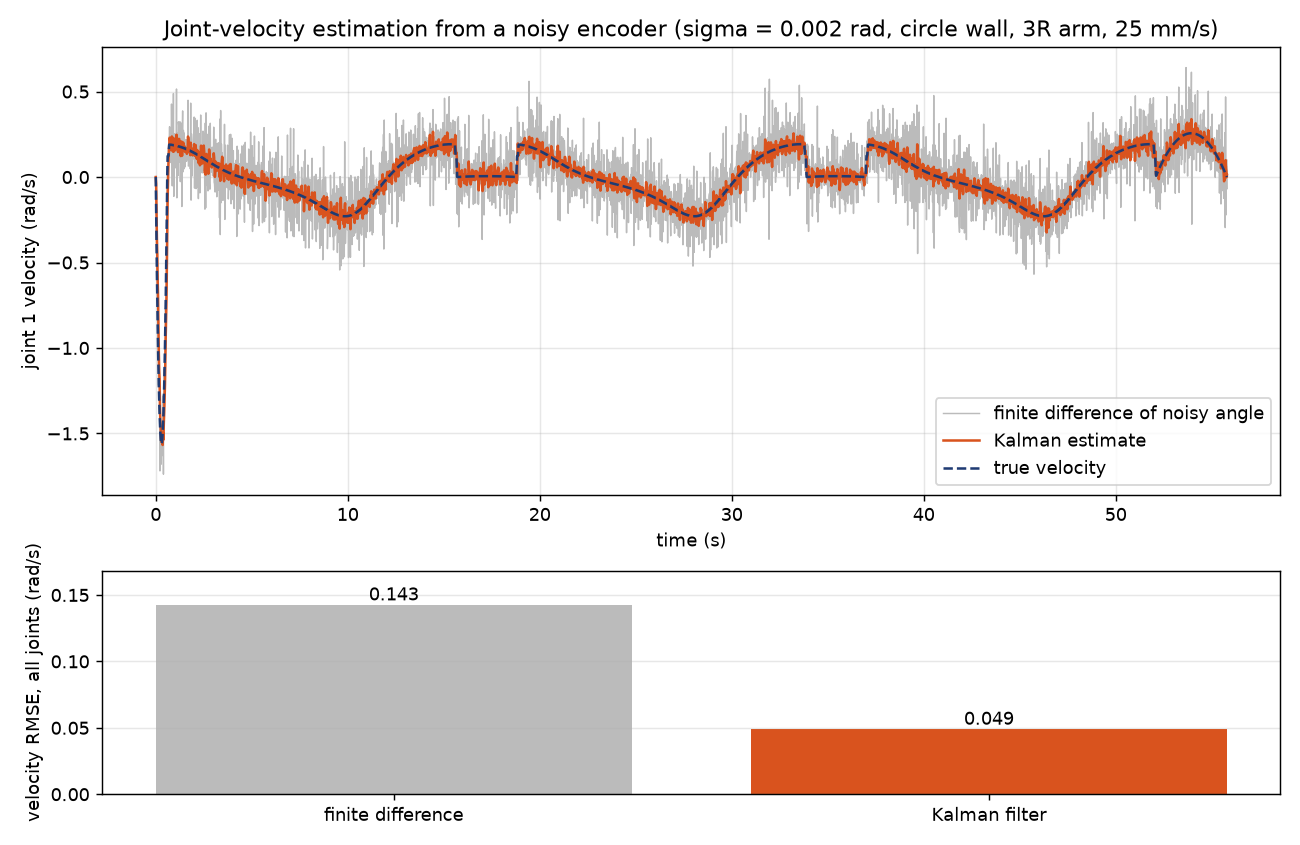 Joint-velocity estimation from a noisy encoder (sigma = 0.002 rad, circle wall, 3R arm, 25 mm/s)
joint 1 velocity (rad/s)
0.5
0.0
−0.5
−1.0
−1.5
finite difference of noisy angle
Kalman estimate
true velocity
0 10 20 30 40 50
time (s)
velocity RMSE, all joints (rad/s)
0.15
0.10
0.05
0.00
0.143
0.049
finite difference Kalman filter